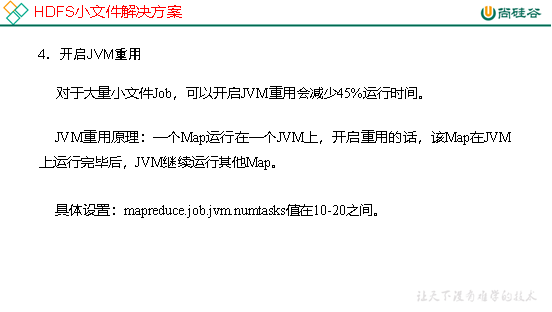 HDFS小文件解决方案
尚硅谷
4．开启JVM重用
对于大量小文件Job，可以开启JVM重用会减少45%运行时间。
JVM重用原理：一个Map运行在一个JVM上，开启重用的话，该Map在JVM
上运行完毕后，JVM继续运行其他Map。
具体设置：mapreduce.job.jvm.numtasks值在10-20之间。
让天下没有难学的技术